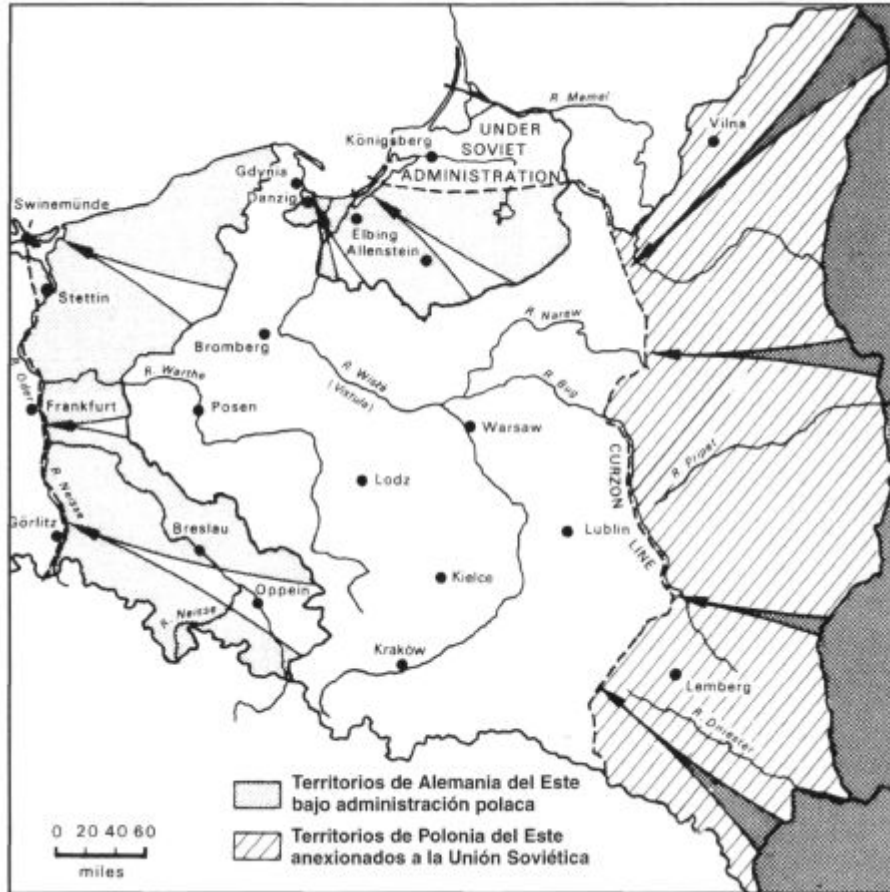 R. Memel
Vilna
Königsberg
UNDER
SOVIET
ADMINISTRATION
Gdynia
Danzig
Swinemünde
Elbing
Allenstein
Stettin
R. Narew
Bromberg
R. Wisła
(Vistula)
R. Bug
R. Oder
Frankfurt
R. Warthe
Posen
Warsaw
R. Pripet
CURZON
LINE
Lodz
R. Neisse
Görlitz
Breslau
Lublin
Kielce
Oppeln
R. Neisse
Kraków
Lemberg
R. Dniester
Territorios de Alemania del Este
bajo administración polaca
Territorios de Polonia del Este
anexionados a la Unión Soviética
0 20 40 60
miles